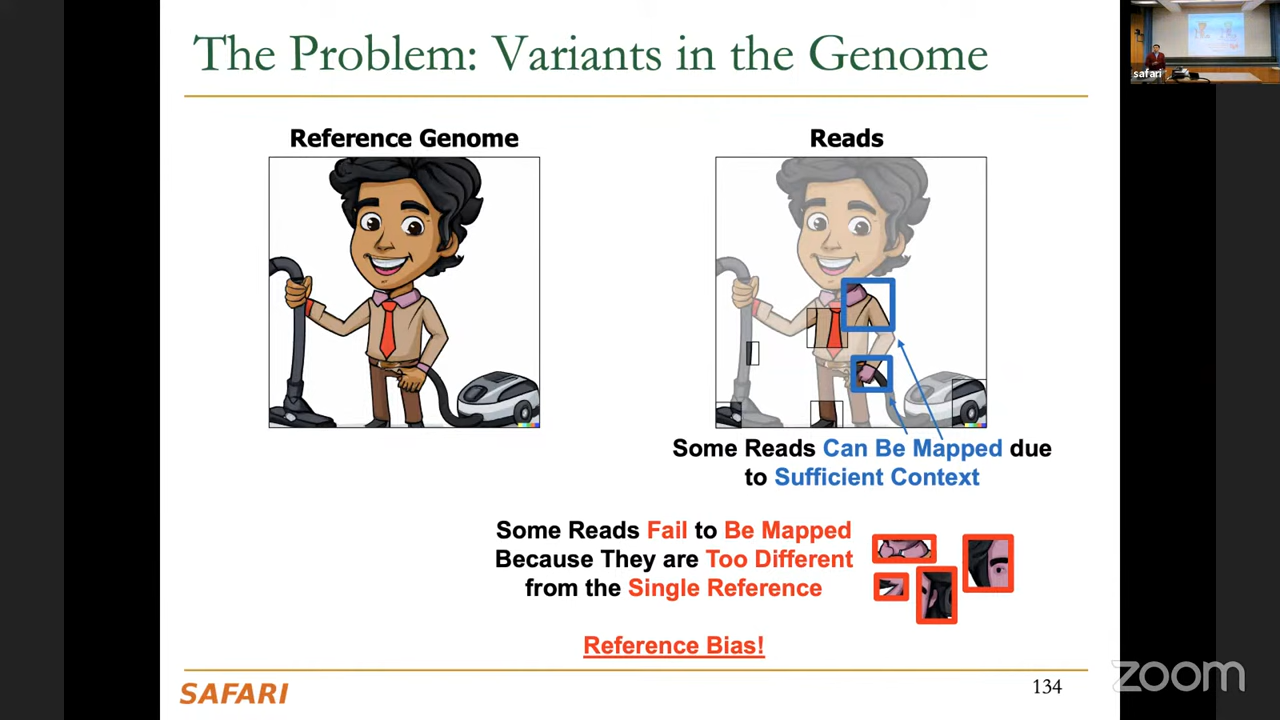 The Problem: Variants in the Genome
safari
Reference Genome
Reads
Some Reads Can Be Mapped due
to Sufficient Context
Some Reads Fail to Be Mapped
Because They are Too Different
from the Single Reference
Reference Bias!
SAFARI
134
zoom